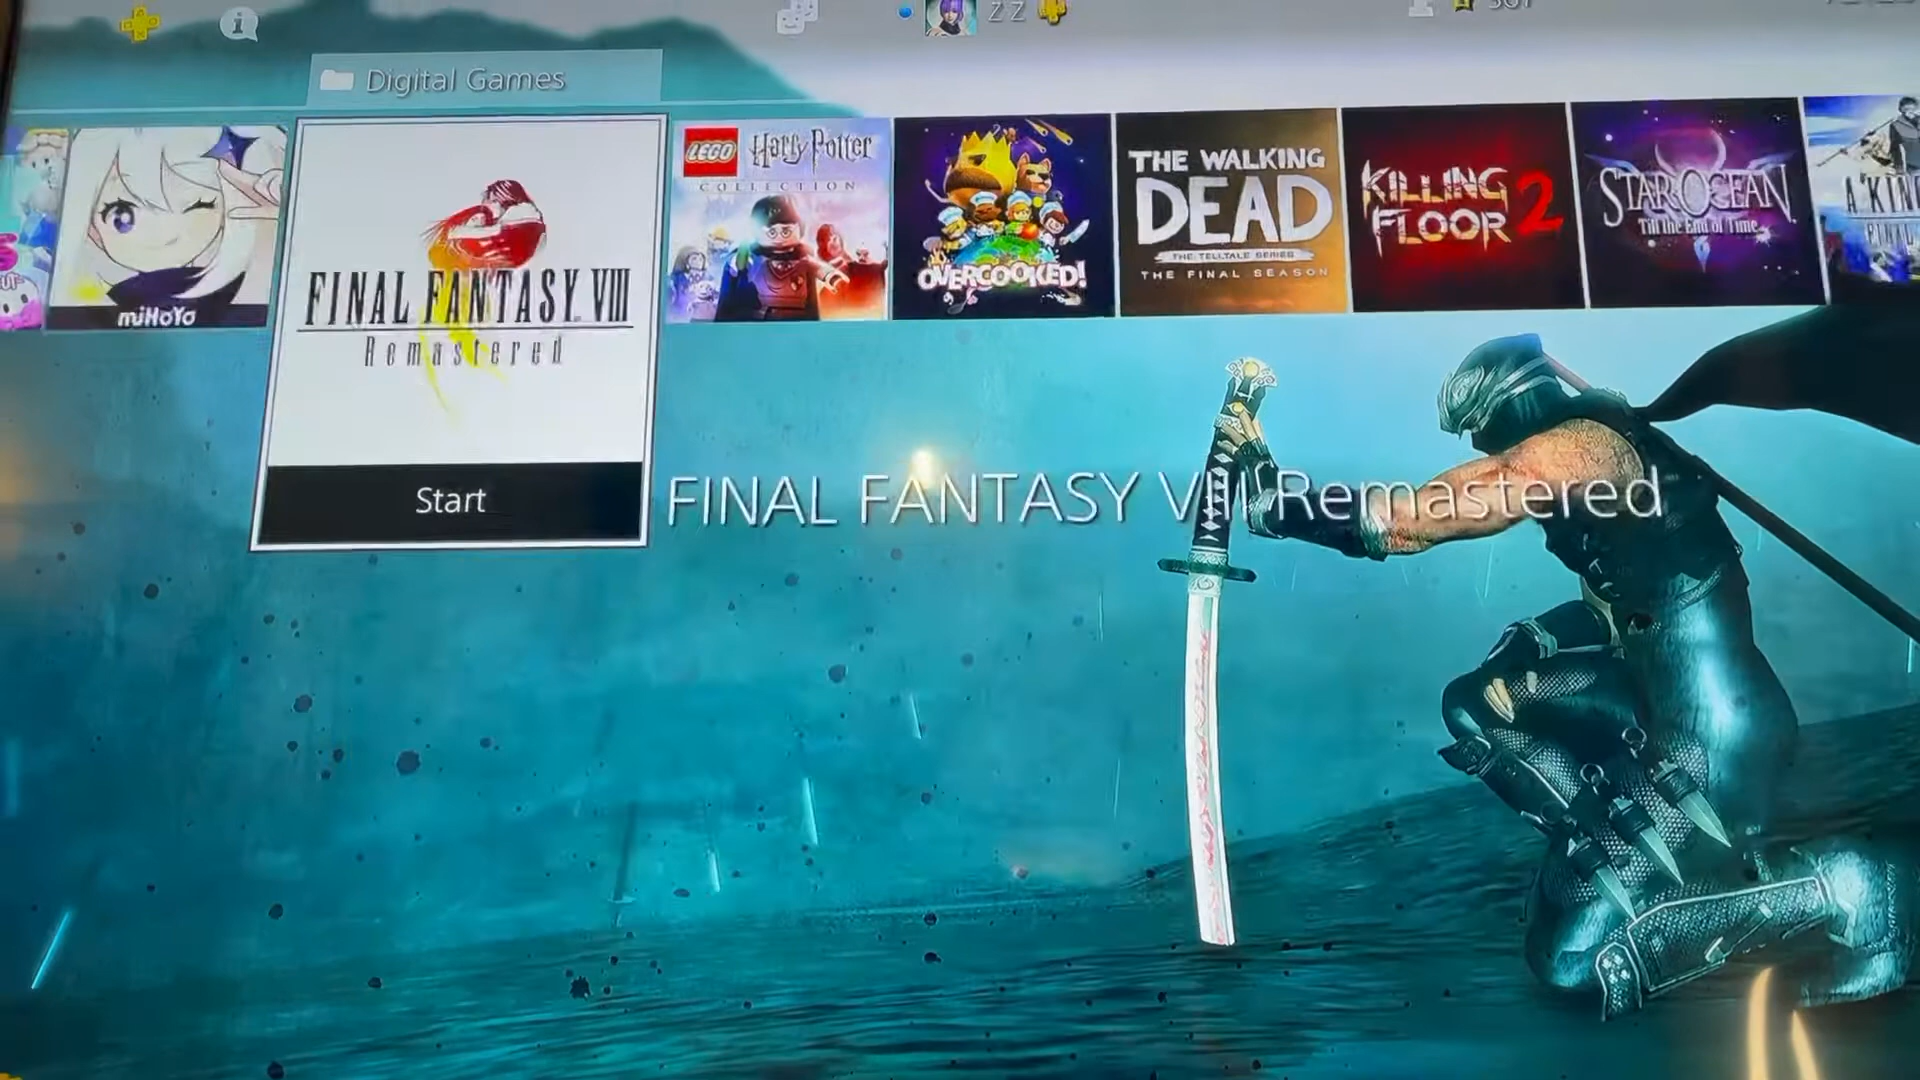 ZZ
Digital Games
miHoYo
FINAL FANTASY VIII
Remastered
Start
LEGO Harry Potter
COLLECTION
OVERCOOKED!
THE WALKING
DEAD
THE TELLTALE SERIES
THE FINAL SEASON
KILLING
FLOOR 2
STAR OCEAN
Till the End of Time
FINAL FANTASY VIII Remastered